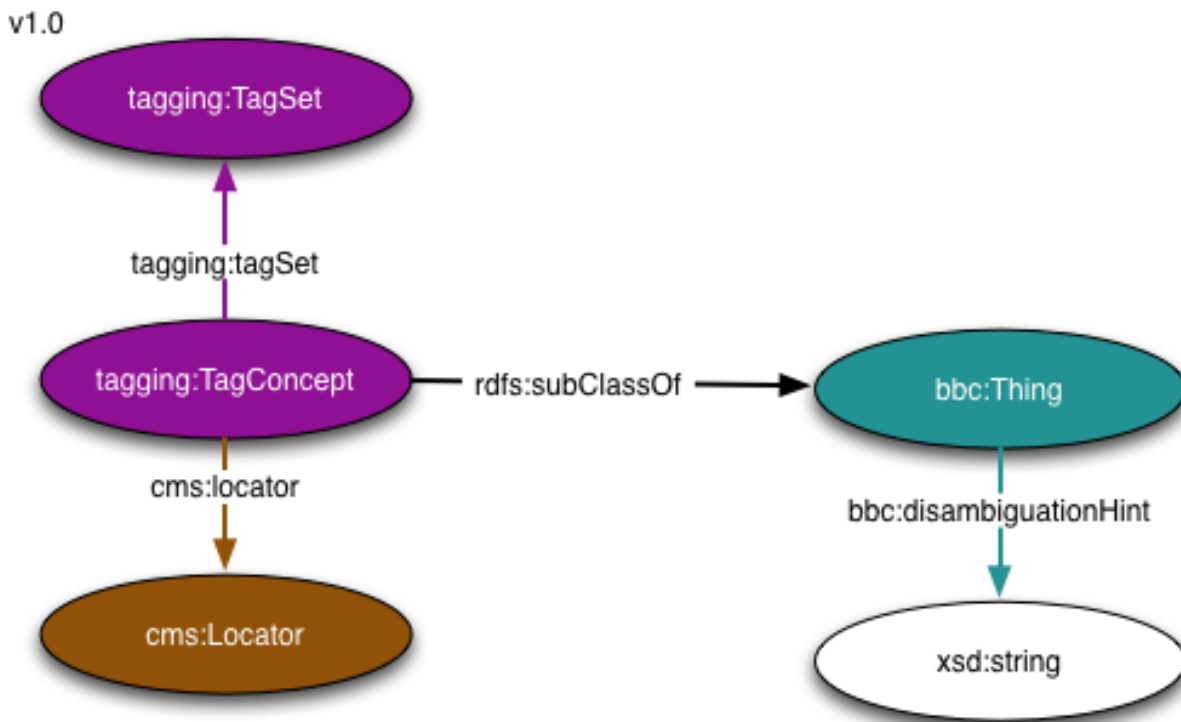 v1.0
tagging:TagSet
tagging:tagSet
tagging:TagConcept
rdfs:subClassOf
bbc:Thing
cms:locator
bbc:disambiguationHint
cms:Locator
xsd:string